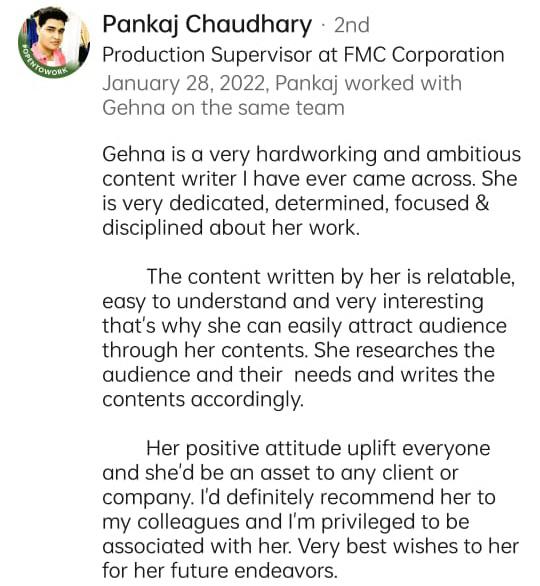 Pankaj Chaudhary · 2nd
Production Supervisor at FMC Corporation
January 28, 2022, Pankaj worked with
Gehna on the same team
#OPENTOWORK
Gehna is a very hardworking and ambitious
content writer I have ever came across. She
is very dedicated, determined, focused &
disciplined about her work.
The content written by her is relatable,
easy to understand and very interesting
that's why she can easily attract audience
through her contents. She researches the
audience and their needs and writes the
contents accordingly.
Her positive attitude uplift everyone
and she'd be an asset to any client or
company. I'd definitely recommend her to
my colleagues and I'm privileged to be
associated with her. Very best wishes to her
for her future endeavors.